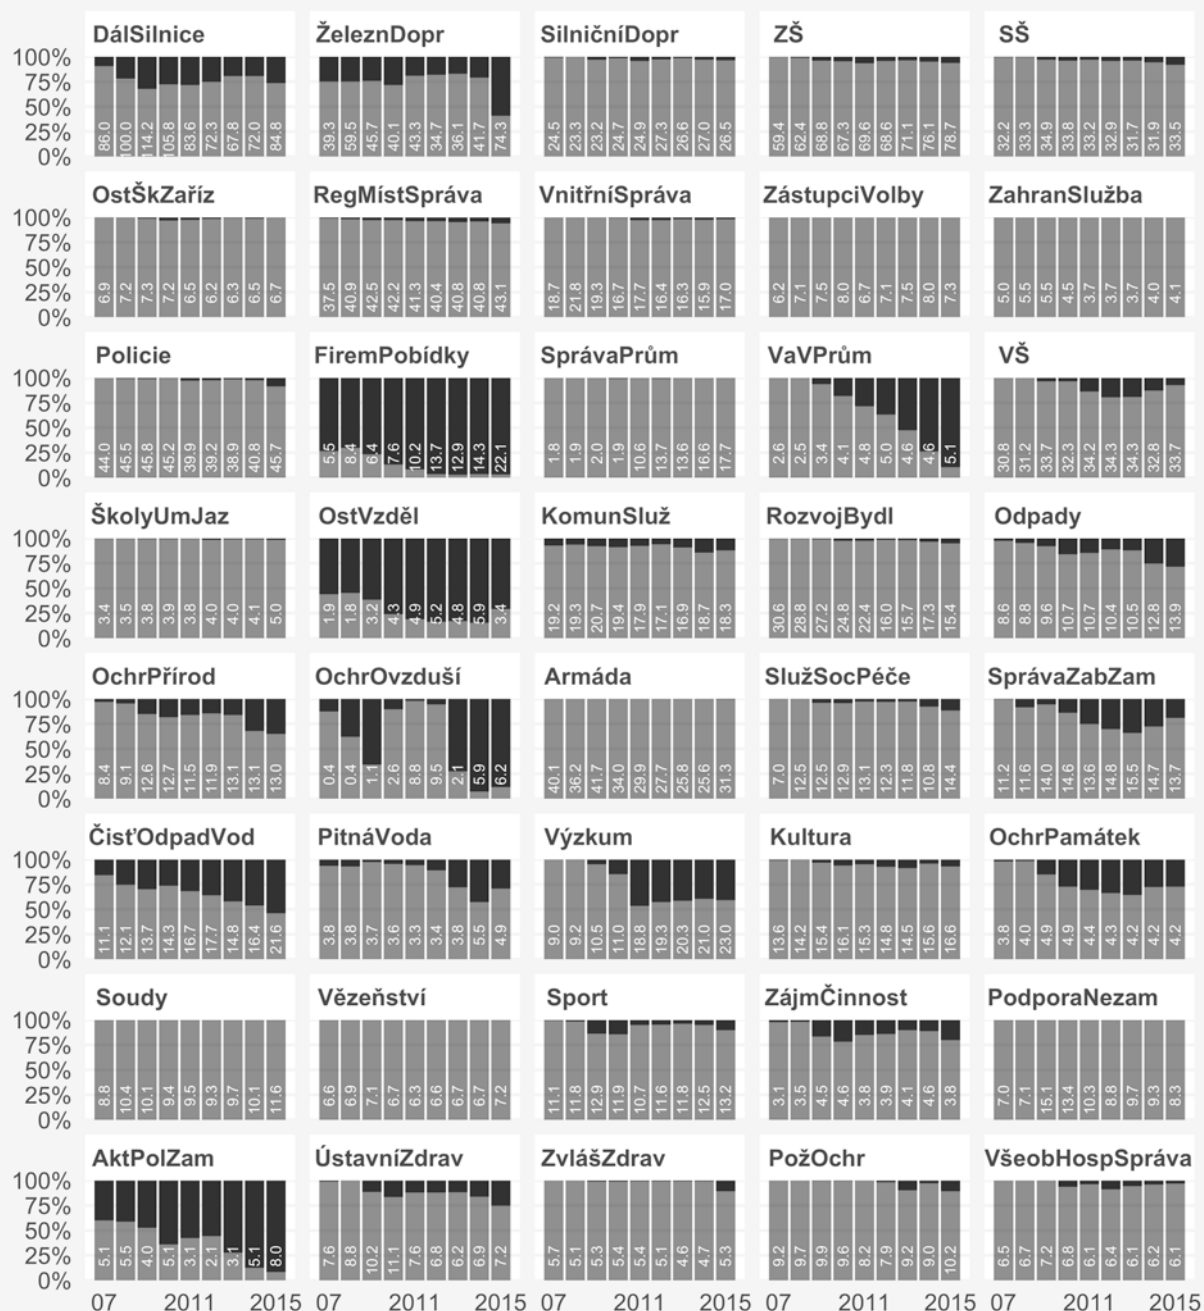 DálSilnice ŽeleznDopr SilničníDopr ZŠ SŠ
100%
75%
50%
25%
0%
86.0 100.0 114.2 105.8 83.6 72.3 67.8 72.0 84.8
39.3 59.5 45.7 40.1 43.3 34.7 36.1 41.7 74.3
24.5 23.3 23.2 24.7 24.9 27.3 26.6 27.0 26.5
59.4 62.4 68.8 67.3 69.6 68.6 71.1 76.1 78.7
32.2 33.3 34.9 33.8 33.2 32.9 31.7 31.9 33.5
OstŠkZaříz RegMístSpráva VnitřníSpráva ZástupciVolby ZahranSlužba
100%
75%
50%
25%
0%
6.9 7.2 7.3 7.2 6.5 6.2 6.3 6.5 6.7
37.5 40.9 42.5 42.2 41.3 40.4 40.8 40.8 43.1
18.7 21.8 19.3 16.7 17.7 16.4 16.3 15.9 17.0
6.2 7.1 7.5 8.0 6.7 7.1 7.5 8.0 7.3
5.0 5.5 5.5 4.5 3.7 3.7 3.7 4.0 4.1
Policie FiremPobídky SprávaPrům VaVPrům VŠ
100%
75%
50%
25%
0%
44.0 45.5 45.8 45.2 39.9 39.2 38.9 40.8 45.7
5.5 8.4 6.4 7.6 10.2 13.7 12.9 14.3 22.1
1.8 1.9 2.0 1.9 10.6 13.7 13.6 16.6 17.7
2.6 2.5 3.4 4.1 4.8 5.0 4.6 4.6 5.1
30.8 31.2 33.7 32.3 34.2 34.3 34.3 32.8 33.7
ŠkolyUmJaz OstVzděl KomunSluž RozvojBydl Odpady
100%
75%
50%
25%
0%
3.4 3.5 3.8 3.9 3.8 4.0 4.0 4.1 5.0
1.9 1.8 3.2 4.3 4.9 5.2 4.8 5.9 3.4
19.2 19.3 20.7 19.4 17.9 17.1 16.9 18.7 18.3
30.6 28.8 27.2 24.8 22.4 16.0 15.7 17.3 15.4
8.6 8.8 9.6 10.7 10.7 10.4 10.5 12.8 13.9
OchrPřírod OchrOvzduší Armáda SlužSocPéče SprávaZabZam
100%
75%
50%
25%
0%
8.4 9.1 12.6 12.7 11.5 11.9 13.1 13.1 13.0
0.4 0.4 1.1 2.6 8.8 9.5 2.1 5.9 6.2
40.1 36.2 41.7 34.0 29.9 27.7 25.8 25.6 31.3
7.0 12.5 12.5 12.9 13.1 12.3 11.8 10.8 14.4
11.2 11.6 14.0 14.6 13.6 14.8 15.5 14.7 13.7
ČisťOdpadVod PitnáVoda Výzkum Kultura OchrPamátek
100%
75%
50%
25%
0%
11.1 12.1 13.7 14.3 16.7 17.7 14.8 16.4 21.6
3.8 3.8 3.7 3.6 3.3 3.4 3.8 5.5 4.9
9.0 9.2 10.5 11.0 18.8 19.3 20.3 21.0 23.0
13.6 14.2 15.4 16.1 15.3 14.8 14.5 15.6 16.6
3.8 4.0 4.9 4.9 4.4 4.3 4.2 4.2 4.2
Soudy Vězeňství Sport ZájmČinnost PodporaNezam
100%
75%
50%
25%
0%
8.8 10.4 10.1 9.4 9.5 9.3 9.7 10.1 11.6
6.6 6.9 7.1 6.7 6.3 6.6 6.7 6.7 7.2
11.1 11.8 12.9 11.9 10.7 11.6 11.8 12.5 13.2
3.1 3.5 4.5 4.6 3.8 3.9 4.1 4.6 3.8
7.0 7.1 15.1 13.4 10.3 8.8 9.7 9.3 8.3
AktPolZam ÚstavníZdrav ZvlášZdrav PožOchr VšeobHospSpráva
100%
75%
50%
25%
0%
5.1 5.5 4.0 5.1 3.1 2.1 3.1 5.1 8.0
7.6 8.8 10.2 11.1 7.6 6.8 6.2 6.9 7.2
5.7 5.1 5.3 5.4 5.4 5.1 4.6 4.7 5.3
9.2 9.7 9.9 9.6 8.2 7.9 9.2 9.0 10.2
6.5 6.7 7.2 6.8 6.1 6.4 6.1 6.2 6.1
07 2011 2015 07 2011 2015 07 2011 2015 07 2011 2015 07 2011 2015